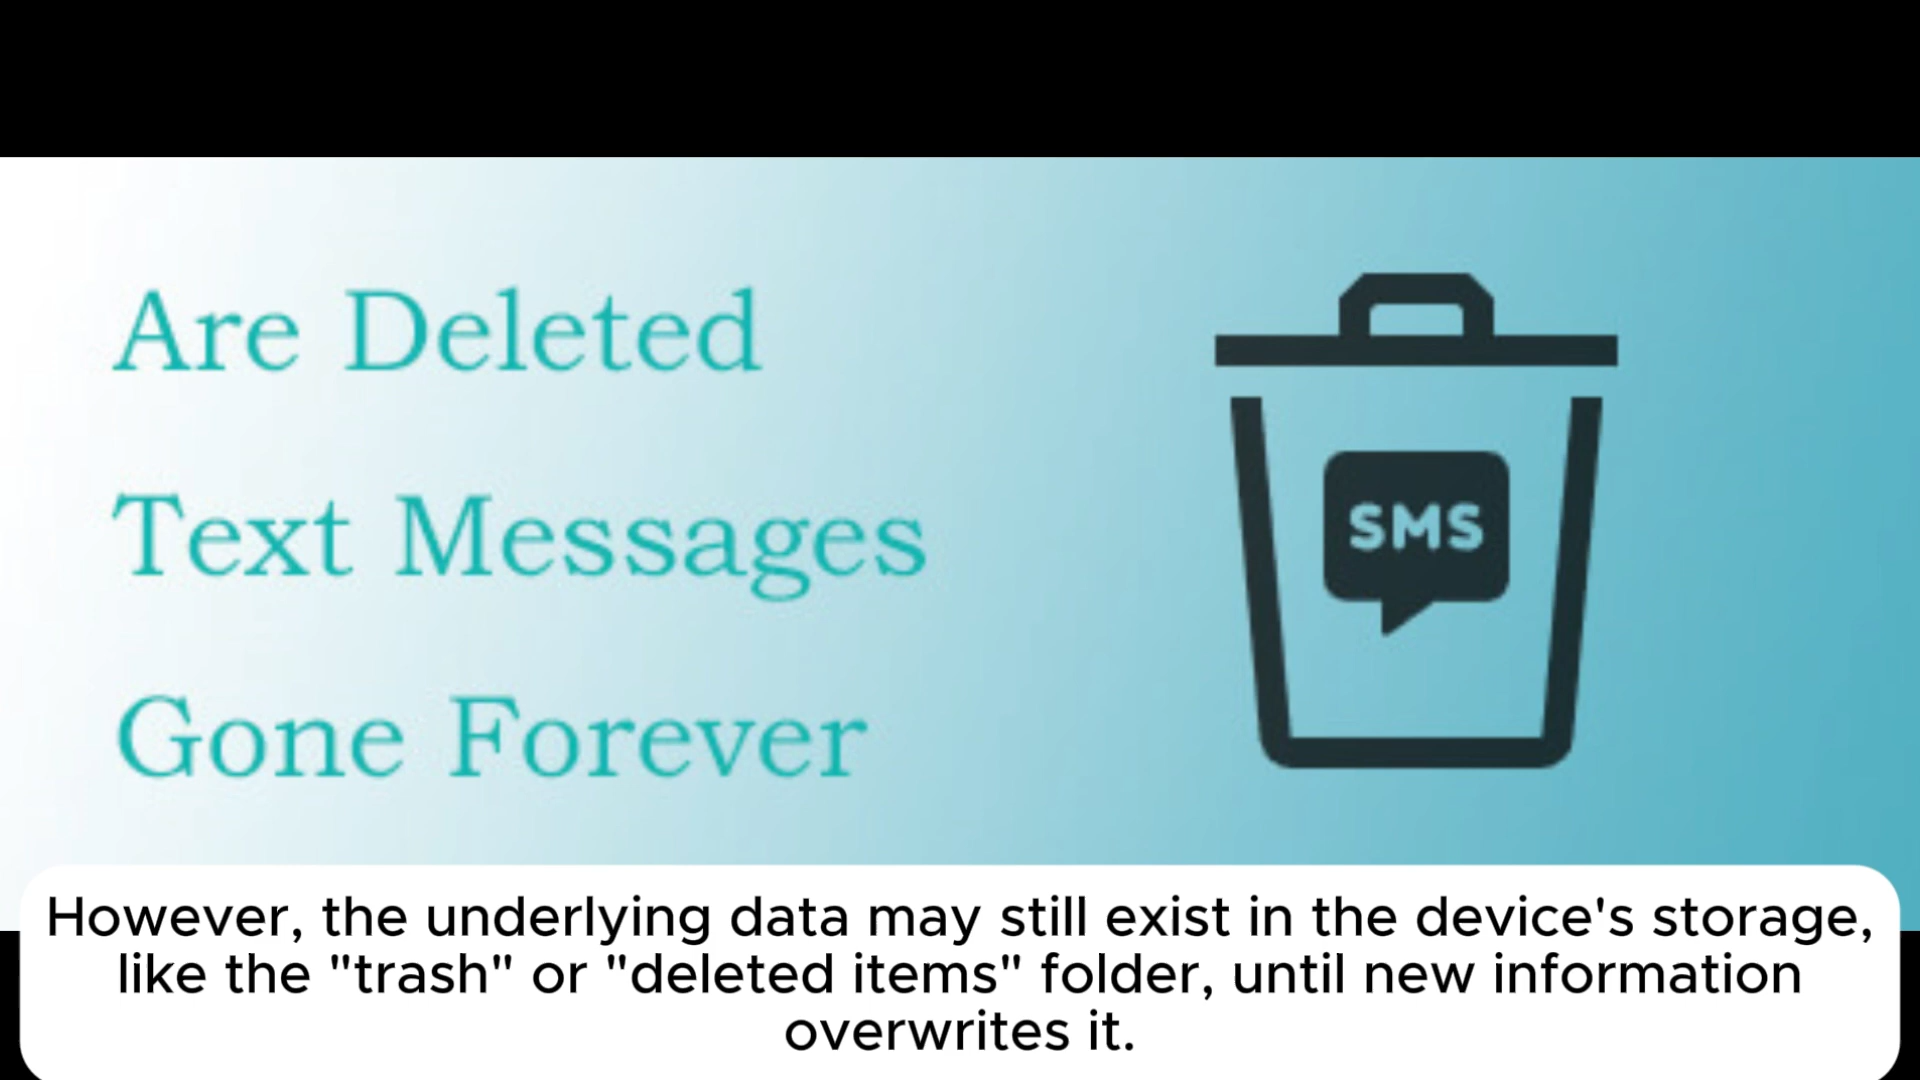 Are Deleted
Text Messages
Gone Forever
SMS
However, the underlying data may still exist in the device's storage,
like the "trash" or "deleted items" folder, until new information
overwrites it.